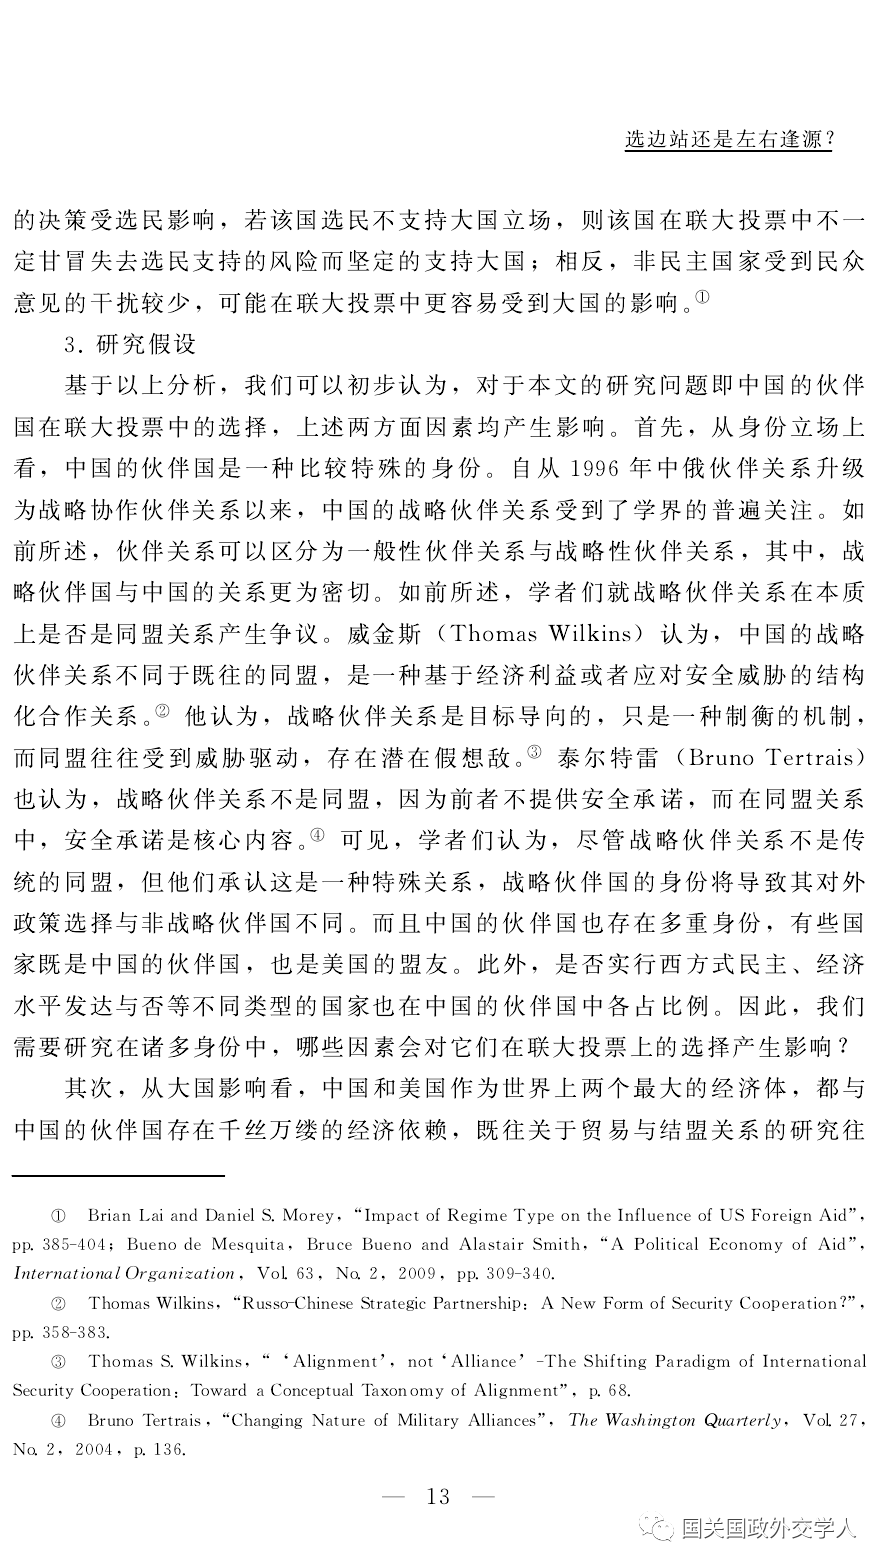 选边站还是左右逢源?
的决策受选民影响，若该国选民不支持大国立场，则该国在联大投票中不一
定甘冒失去选民支持的风险而坚定的支持大国；相反，非民主国家受到民众
意见的干扰较少，可能在联大投票中更容易受到大国的影响。①
3. 研究假设
基于以上分析，我们可以初步认为，对于本文的研究问题即中国的伙伴
国在联大投票中的选择，上述两方面因素均产生影响。首先，从身份立场上
看，中国的伙伴国是一种比较特殊的身份。自从 1996 年中俄伙伴关系升级
为战略协作伙伴关系以来，中国的战略伙伴关系受到了学界的普遍关注。如
前所述，伙伴关系可以区分为一般性伙伴关系与战略性伙伴关系，其中，战
略伙伴国与中国的关系更为密切。如前所述，学者们就战略伙伴关系在本质
上是否是同盟关系产生争议。威金斯（Thomas Wilkins）认为，中国的战略
伙伴关系不同于既往的同盟，是一种基于经济利益或者应对安全威胁的结构
化合作关系。② 他认为，战略伙伴关系是目标导向的，只是一种制衡的机制，
而同盟往往受到威胁驱动，存在潜在假想敌。③ 泰尔特雷（Bruno Tertrais）
也认为，战略伙伴关系不是同盟，因为前者不提供安全承诺，而在同盟关系
中，安全承诺是核心内容。④ 可见，学者们认为，尽管战略伙伴关系不是传
统的同盟，但他们承认这是一种特殊关系，战略伙伴国的身份将导致其对外
政策选择与非战略伙伴国不同。而且中国的伙伴国也存在多重身份，有些国
家既是中国的伙伴国，也是美国的盟友。此外，是否实行西方式民主、经济
水平发达与否等不同类型的国家也在中国的伙伴国中各占比例。因此，我们
需要研究在诸多身份中，哪些因素会对它们在联大投票上的选择产生影响?
其次，从大国影响看，中国和美国作为世界上两个最大的经济体，都与
中国的伙伴国存在千丝万缕的经济依赖，既往关于贸易与结盟关系的研究往
① Brian Lai and Daniel S. Morey，“Impact of Regime Type on the Influence of US Foreign Aid”，
pp. 385-404；Bueno de Mesquita，Bruce Bueno and Alastair Smith，“A Political Economy of Aid”，
International Organization，Vol. 63，No. 2，2009，pp. 309-340.
② Thomas Wilkins，“Russo-Chinese Strategic Partnership：A New Form of Security Cooperation?”，
pp. 358-383.
③ Thomas S. Wilkins，“‘Alignment’，not‘Alliance’-The Shifting Paradigm of International
Security Cooperation：Toward a Conceptual Taxonomy of Alignment”，p. 68.
④ Bruno Tertrais，“Changing Nature of Military Alliances”，The Washington Quarterly，Vol. 27，
No. 2，2004，p. 136.
— 13 —
国关国政外交学人